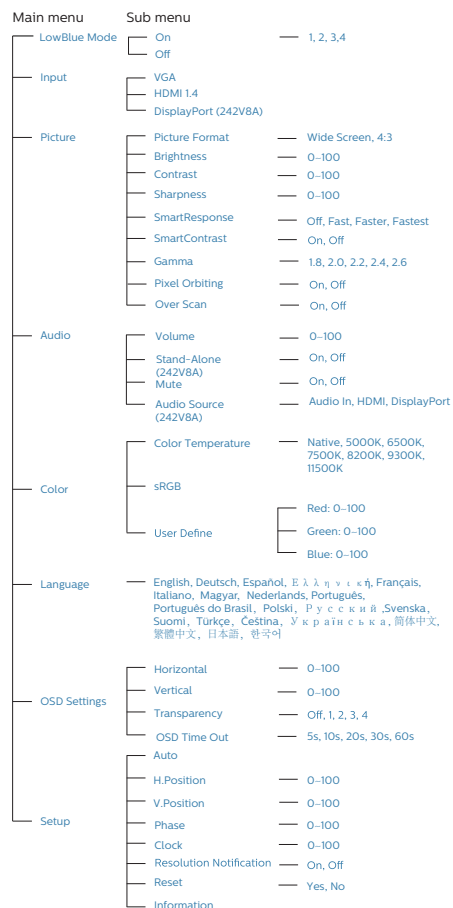 Main menu Sub menu
LowBlue Mode On 1, 2, 3,4
Off
Input VGA
HDMI 1.4
DisplayPort (242V8A)
Picture Picture Format Wide Screen, 4:3
Brightness 0–100
Contrast 0–100
Sharpness 0–100
SmartResponse Off, Fast, Faster, Fastest
SmartContrast On, Off
Gamma 1.8, 2.0, 2.2, 2.4, 2.6
Pixel Orbiting On, Off
Over Scan On, Off
Audio Volume 0–100
Stand-Alone On, Off
(242V8A)
Mute On, Off
Audio Source Audio In, HDMI, DisplayPort
(242V8A)
Color Color Temperature Native, 5000K, 6500K,
7500K, 8200K, 9300K,
11500K
sRGB
User Define Red: 0–100
Green: 0–100
Blue: 0–100
Language English, Deutsch, Español, Ελληνική, Français,
Italiano, Magyar, Nederlands, Português,
Português do Brasil, Polski, Русский ,Svenska,
Suomi, Türkçe, Čeština, Українська, 简体中文,
繁體中文, 日本語, 한국어
OSD Settings Horizontal 0–100
Vertical 0–100
Transparency Off, 1, 2, 3, 4
OSD Time Out 5s, 10s, 20s, 30s, 60s
Setup Auto
H.Position 0–100
V.Position 0–100
Phase 0–100
Clock 0–100
Resolution Notification On, Off
Reset Yes, No
Information